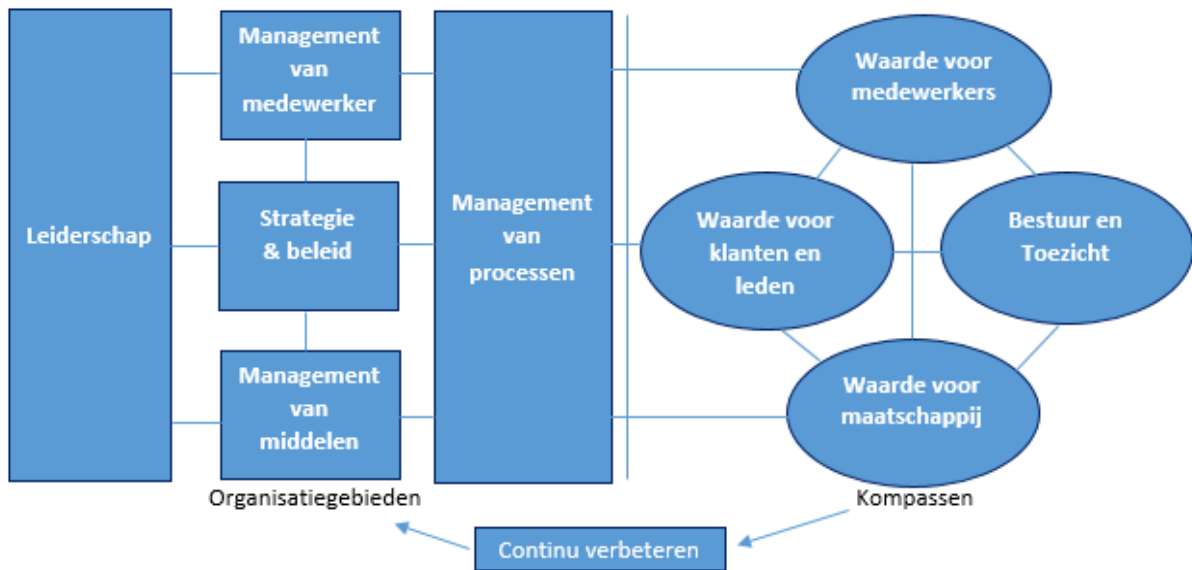 Leiderschap
Management
van
medewerker
Strategie
& beleid
Management
van
middelen
Management
van
processen
Waarde voor
medewerkers
Waarde voor
klanten en
leden
Bestuur en
Toezicht
Waarde voor
maatschappij
Organisatiegebieden
Kompassen
Continu verbeteren